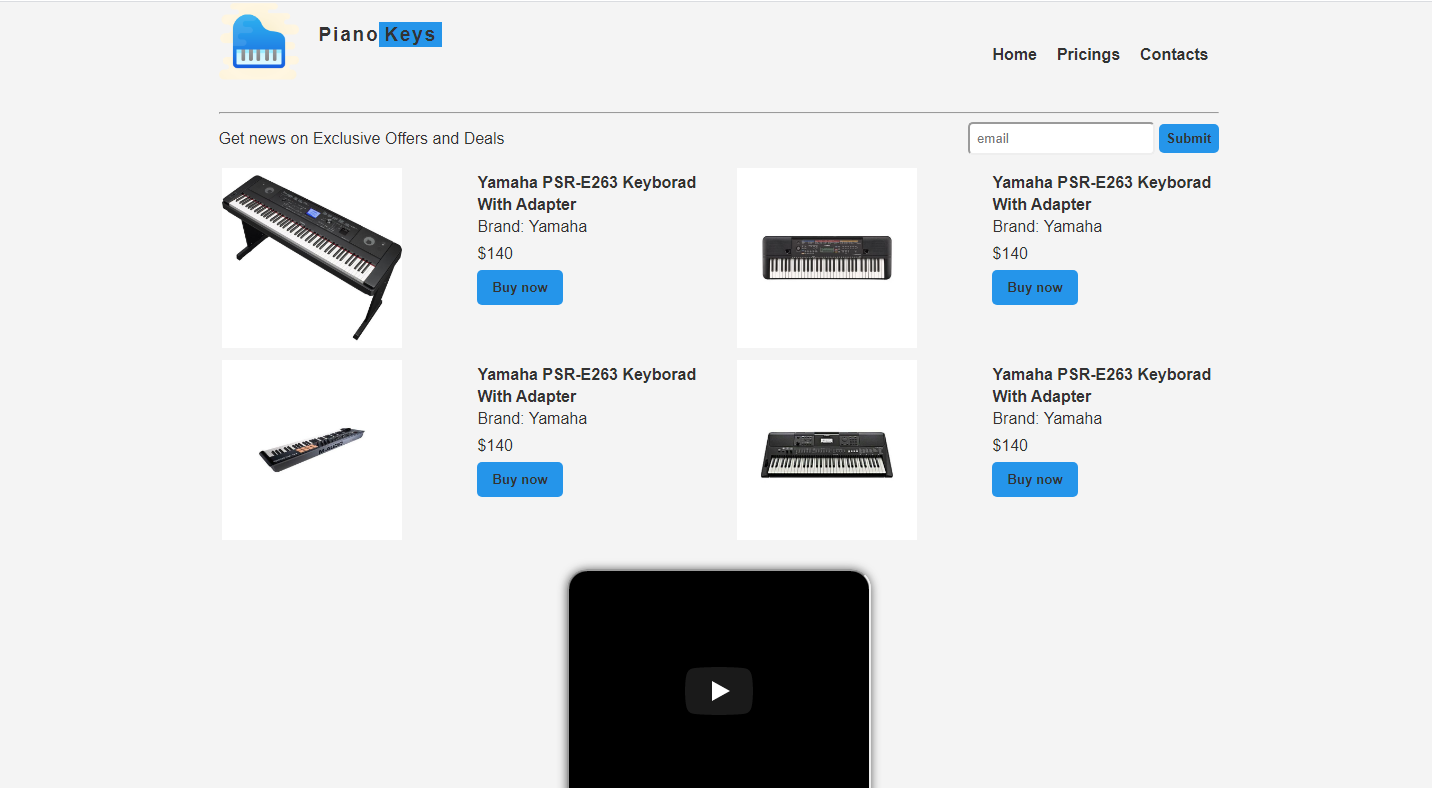 Piano Keys
Home Pricings Contacts
Get news on Exclusive Offers and Deals
email Submit
Yamaha PSR-E263 Keyborad
With Adapter
Brand: Yamaha
$140
Buy now
Yamaha PSR-E263 Keyborad
With Adapter
Brand: Yamaha
$140
Buy now
M-AUDIO
Yamaha PSR-E263 Keyborad
With Adapter
Brand: Yamaha
$140
Buy now
Yamaha PSR-E263 Keyborad
With Adapter
Brand: Yamaha
$140
Buy now